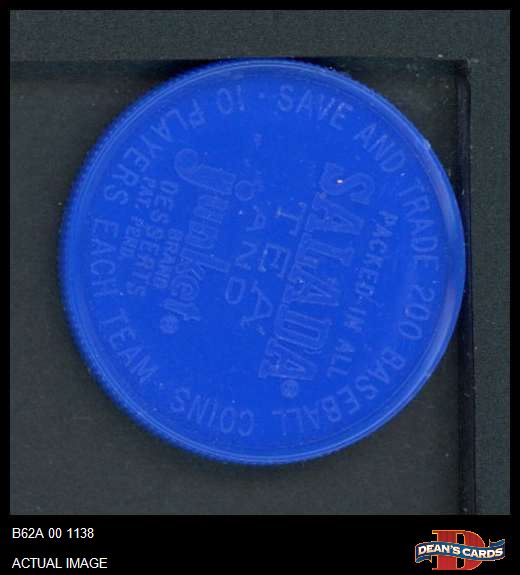 SAVE AND TRADE 200 BASEBALL COINS
10 PLAYERS EACH TEAM
PACKED IN ALL
SALADA®
TEA
AND
Junket®
BRAND
DESSERTS
PAT. PEND.
B62A 00 1138
ACTUAL IMAGE
D
DEAN'S CARDS